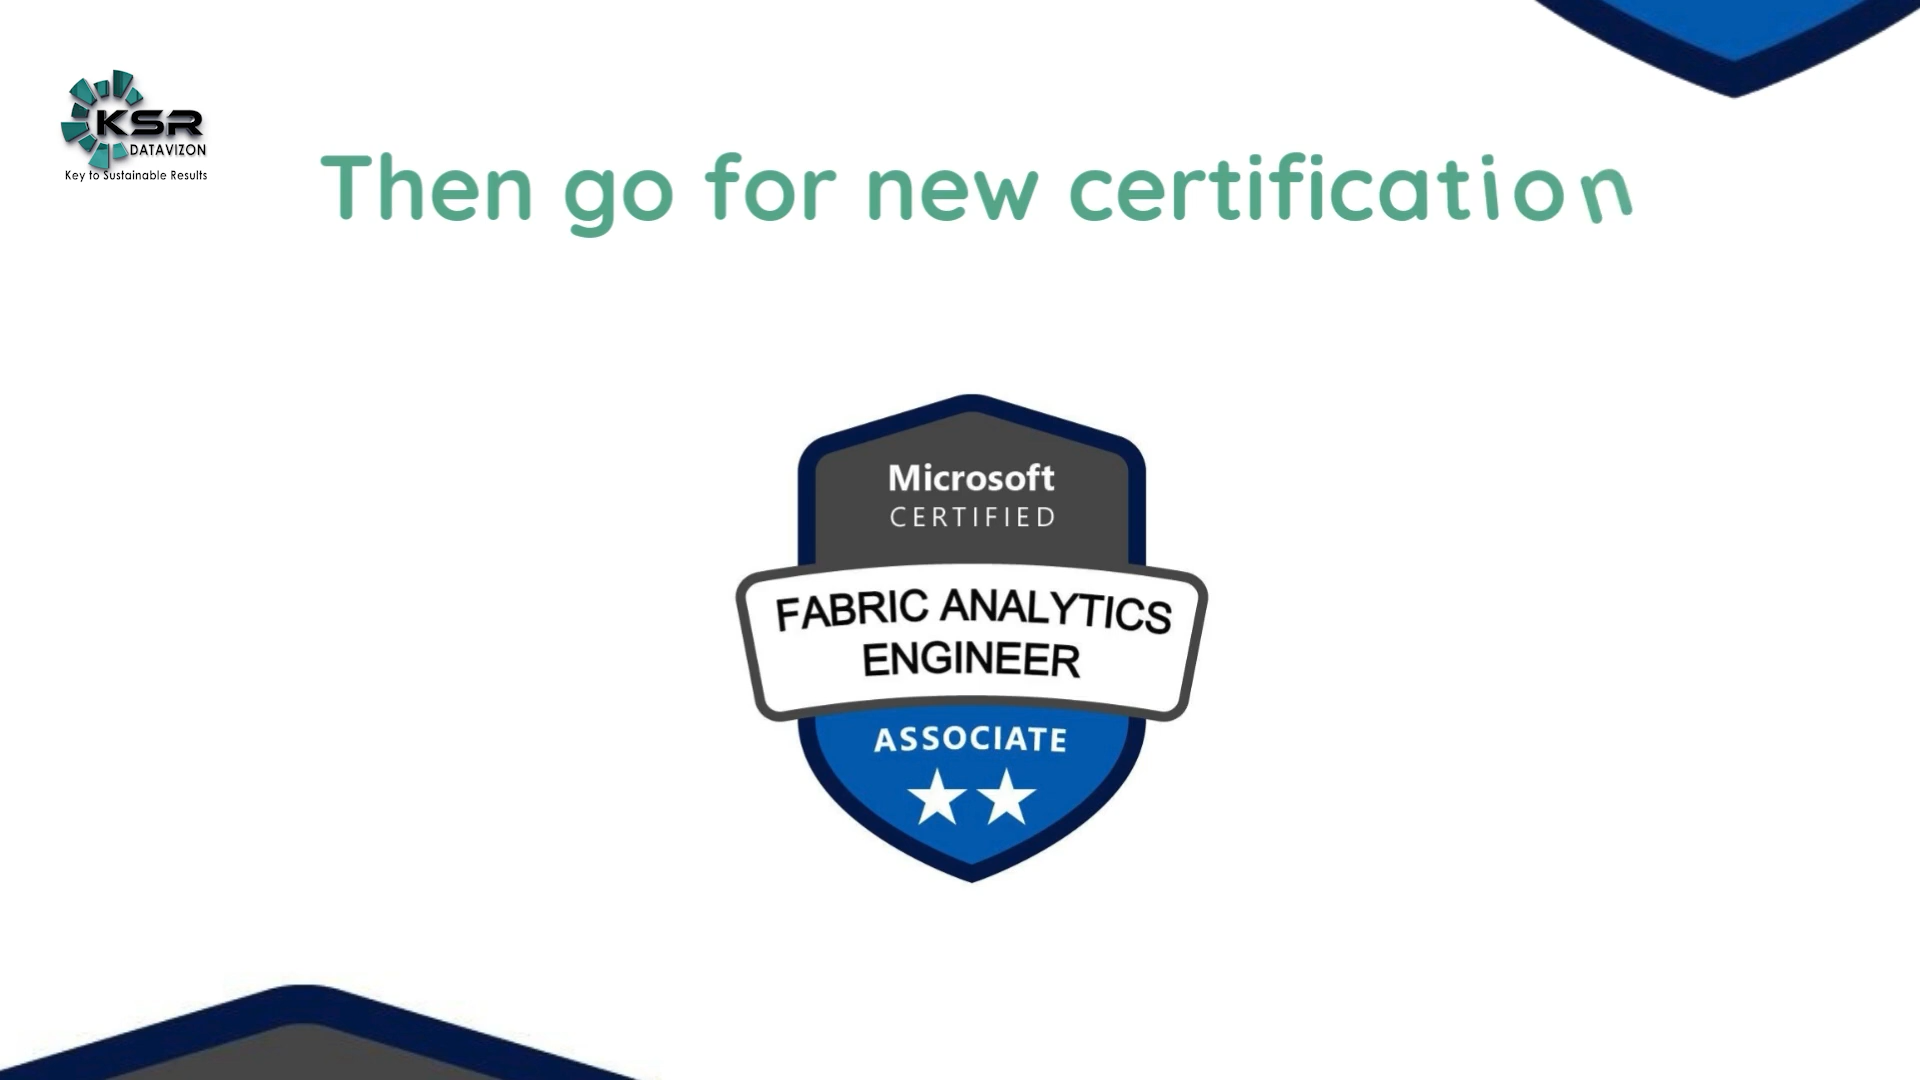 KSR
DATAVIZON
Key to Sustainable Results
Then go for new certification
Microsoft
CERTIFIED
FABRIC ANALYTICS
ENGINEER
ASSOCIATE